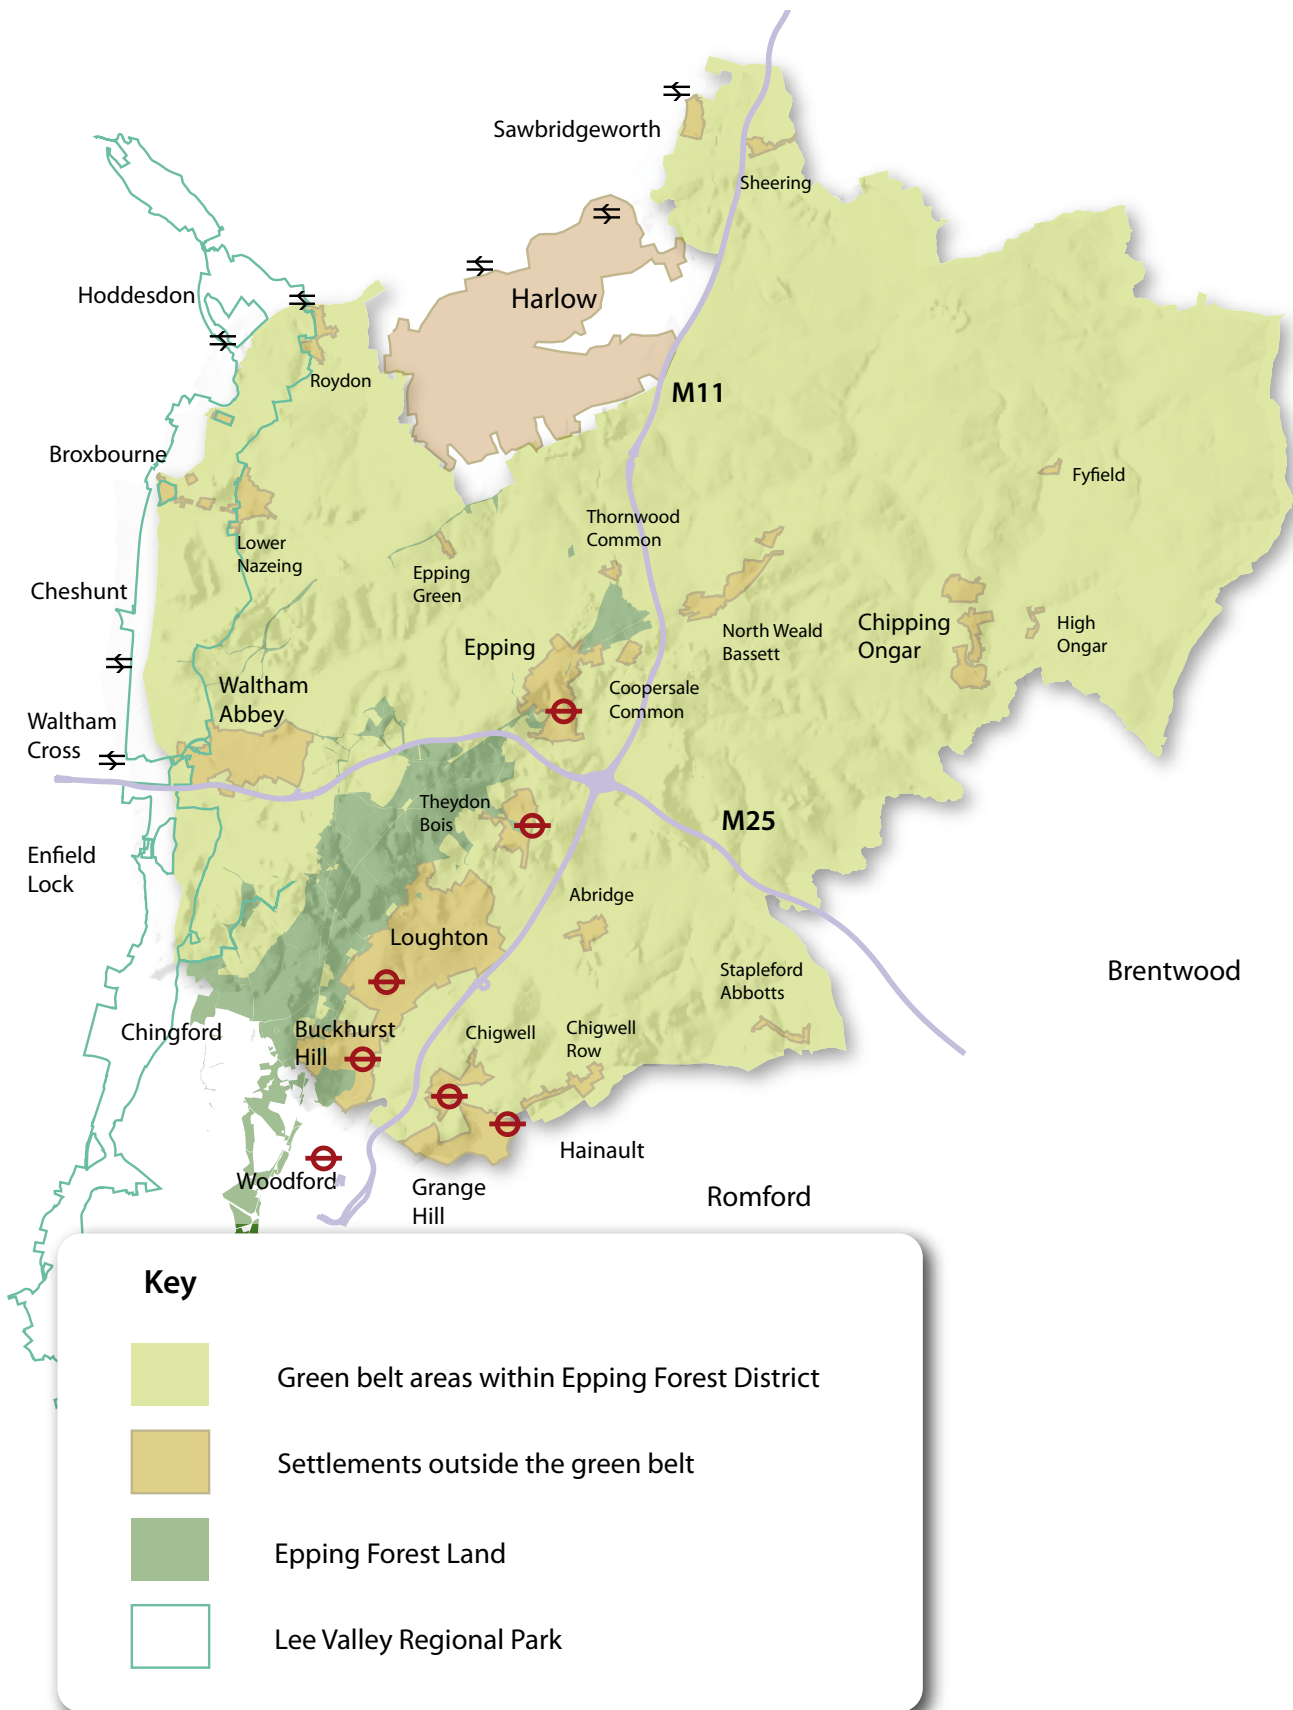 Sawbridgeworth
Sheering
Hoddesdon
Harlow
Roydon
M11
Broxbourne
Fyfield
Thornwood
Common
Lower
Nazeing
Epping
Green
Cheshunt
Epping
North Weald
Bassett
Chipping
Ongar
High
Ongar
Waltham
Abbey
Coopersale
Common
Waltham
Cross
Theydon
Bois
M25
Enfield
Lock
Abridge
Loughton
Stapleford
Abbotts
Brentwood
Chingford
Buckhurst
Hill
Chigwell
Chigwell
Row
Hainault
Woodford
Grange
Hill
Romford
Key
Green belt areas within Epping Forest District
Settlements outside the green belt
Epping Forest Land
Lee Valley Regional Park